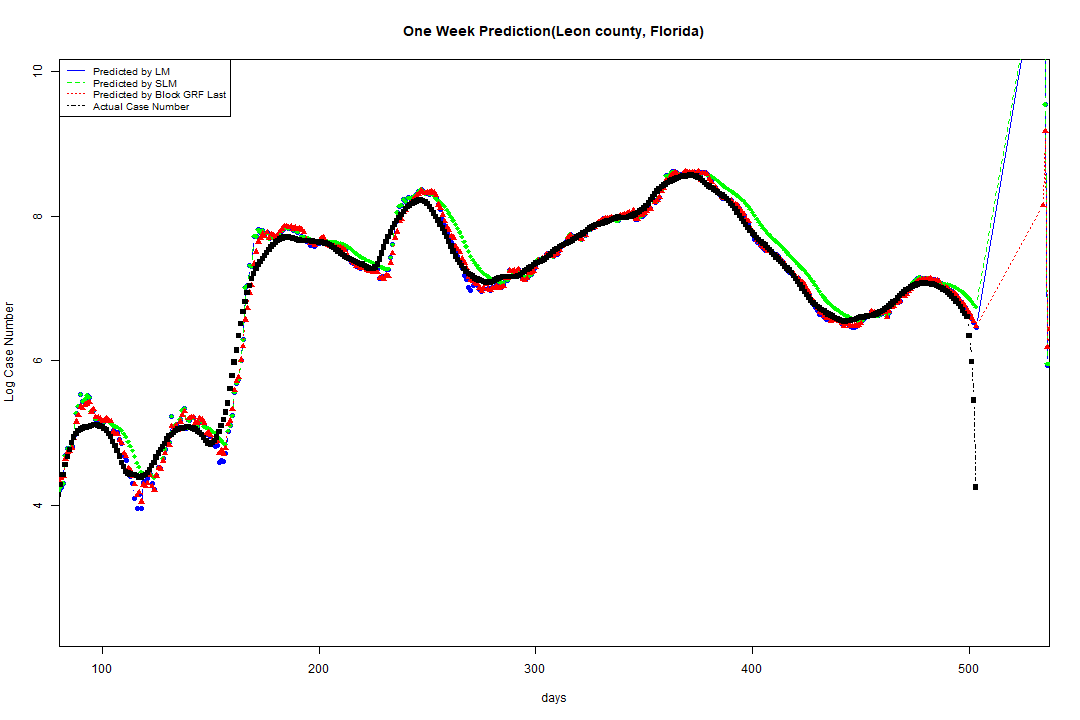 One Week Prediction(Leon county, Florida)
Predicted by LM
Predicted by SLM
Predicted by Block GRF Last
Actual Case Number
Log Case Number
10
8
6
4
100 200 300 400 500
days